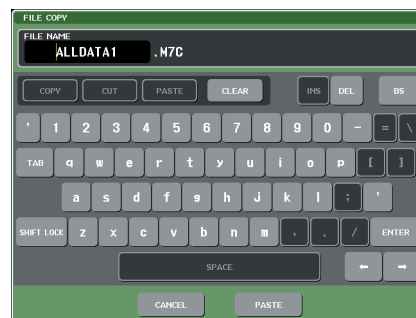 FILE COPY
FILE NAME
ALLDATA1 .M7C
COPY CUT PASTE CLEAR INS DEL BS
' 1 2 3 4 5 6 7 8 9 0 - = \
TAB q w e r t y u i o p [ ]
a s d f g h j k l ; '
SHIFT LOCK z x c v b n m , . / ENTER
SPACE ← →
CANCEL PASTE